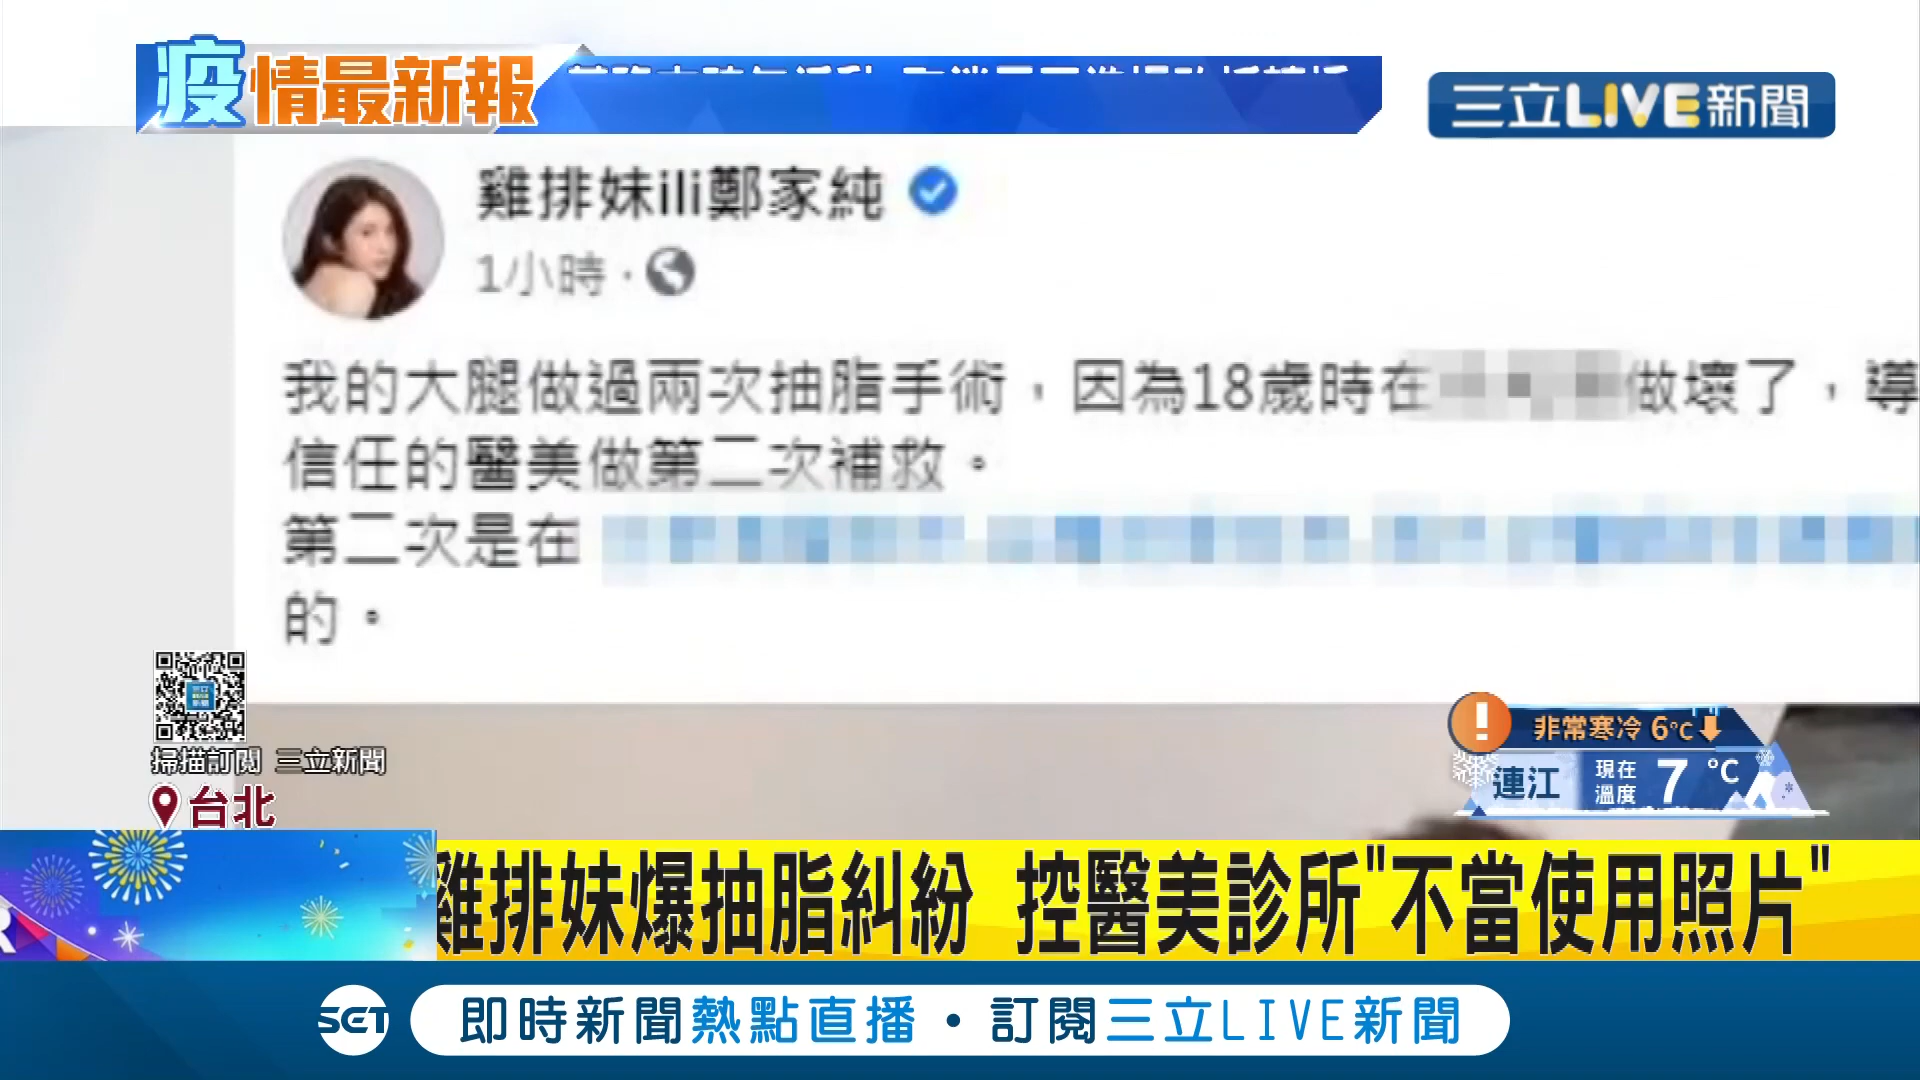 疫情最新報
三立LIVE新聞
雞排妹ili鄭家純
1小時 ·
我的大腿做過兩次抽脂手術，因為18歲時在 做壞了，導
信任的醫美做第二次補救。
第二次是在
的。
掃描訂閱 三立新聞
台北
非常寒冷 6°C
連江 現在溫度 7 °C
雞排妹爆抽脂糾紛 控醫美診所"不當使用照片"
SET 即時新聞熱點直播・訂閱三立LIVE新聞